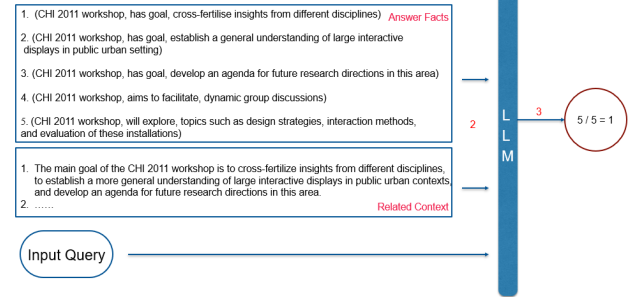 1. (CHI 2011 workshop, has goal, cross-fertilise insights from different disciplines) Answer Facts
2. (CHI 2011 workshop, has goal, establish a general understanding of large interactive
displays in public urban setting)
3. (CHI 2011 workshop, has goal, develop an agenda for future research directions in this area)
4. (CHI 2011 workshop, aims to facilitate, dynamic group discussions)
5. (CHI 2011 workshop, will explore, topics such as design strategies, interaction methods,
and evaluation of these installations)
2
L
L
M
3
5 / 5 = 1
1. The main goal of the CHI 2011 workshop is to cross-fertilize insights from different disciplines,
to establish a more general understanding of large interactive displays in public urban contexts,
and develop an agenda for future research directions in this area.
2. ......
Related Context
Input Query